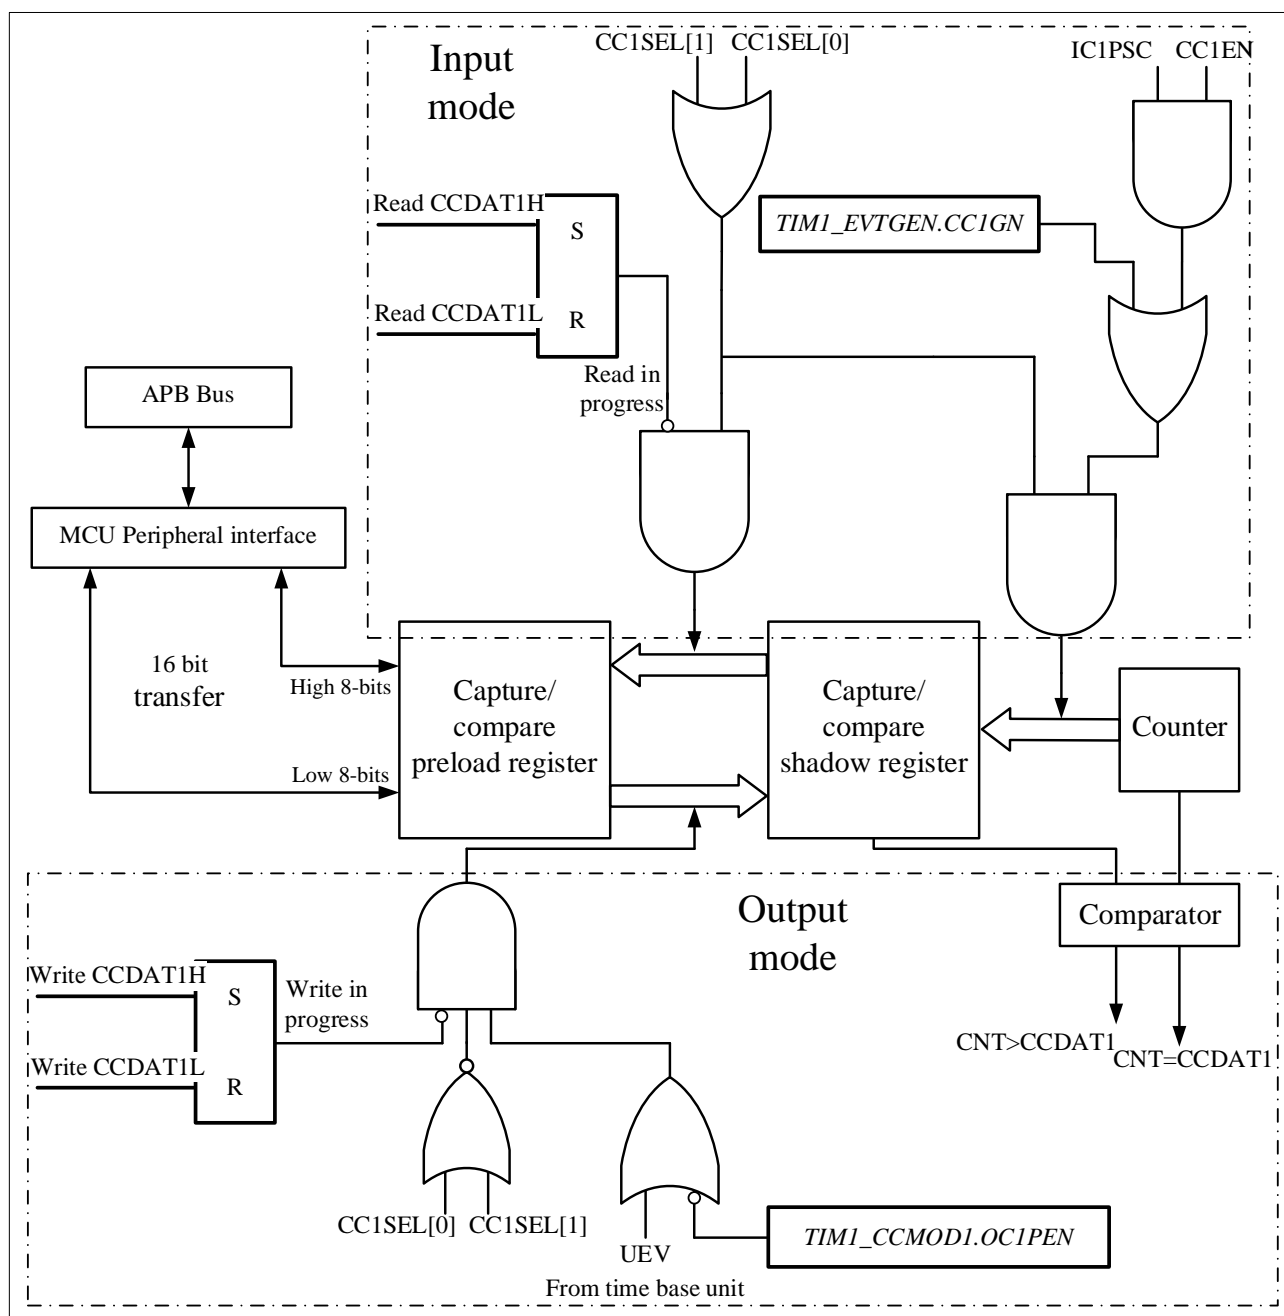 Input
mode
CC1SEL[1]
CC1SEL[0]
IC1PSC
CC1EN
Read CCDAT1H
S
TIM1_EVTGEN.CC1GN
Read CCDAT1L
R
Read in
progress
APB Bus
MCU Peripheral interface
16 bit
transfer
High 8-bits
Low 8-bits
Capture/
compare
preload register
Capture/
compare
shadow register
Counter
Output
mode
Comparator
Write CCDAT1H
S
Write in
progress
Write CCDAT1L
R
CNT>CCDAT1
CNT=CCDAT1
CC1SEL[0]
CC1SEL[1]
UEV
TIM1_CCMOD1.OC1PEN
From time base unit